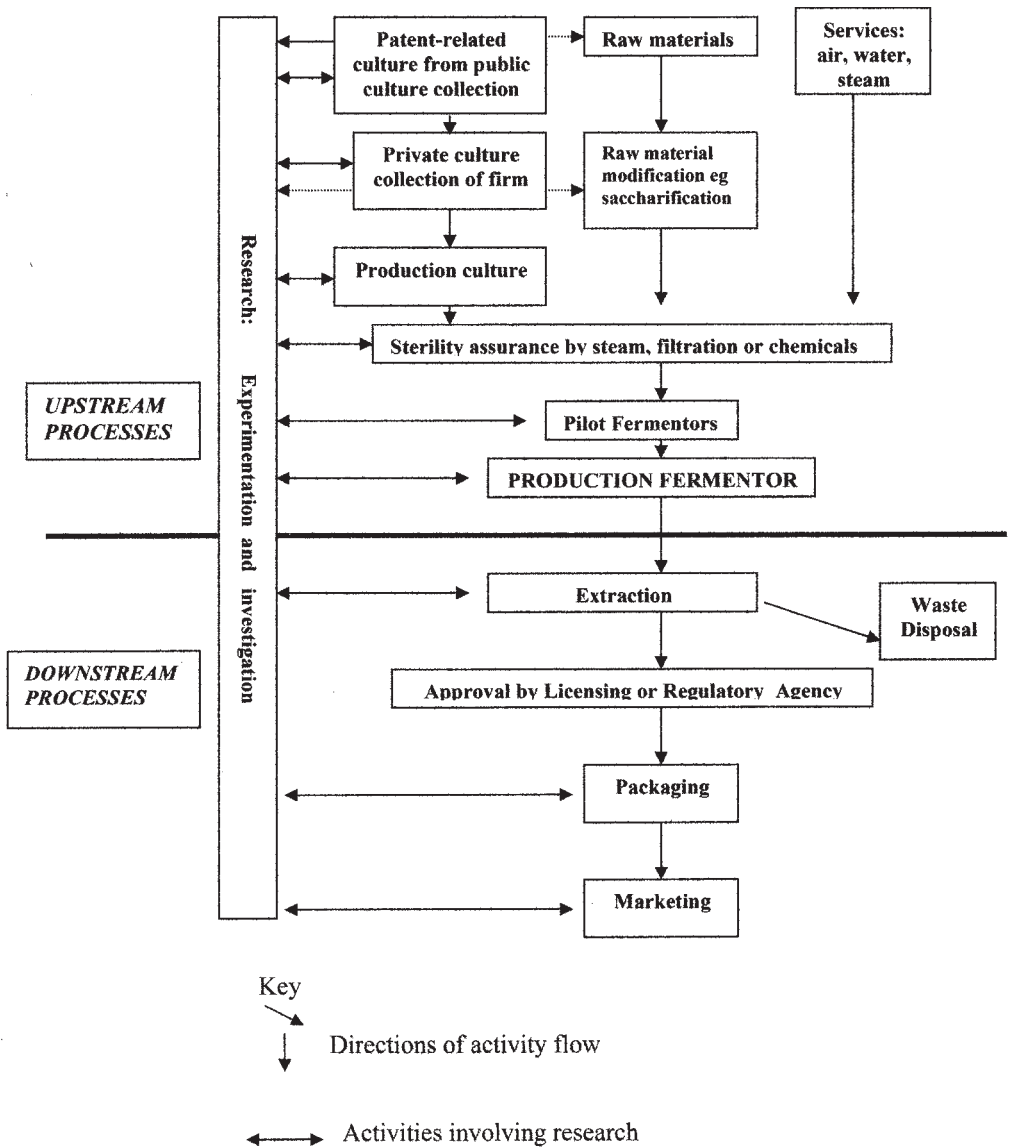 Patent-related
culture from public
culture collection
Raw materials
Services:
air, water,
steam
Private culture
collection of firm
Raw material
modification eg
saccharification
Production culture
Sterility assurance by steam, filtration or chemicals
Research: Experimentation and investigation
UPSTREAM
PROCESSES
Pilot Fermentors
PRODUCTION FERMENTOR
Extraction
Waste
Disposal
DOWNSTREAM
PROCESSES
Approval by Licensing or Regulatory Agency
Packaging
Marketing
Key
Directions of activity flow
Activities involving research